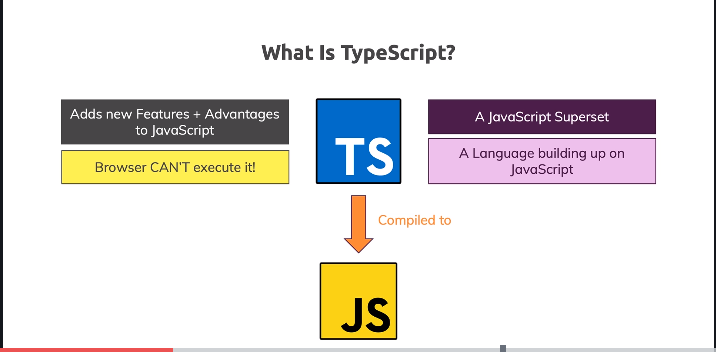 What Is TypeScript?
Adds new Features + Advantages
to JavaScript
Browser CAN'T execute it!
TS
A JavaScript Superset
A Language building up on
JavaScript
Compiled to
JS